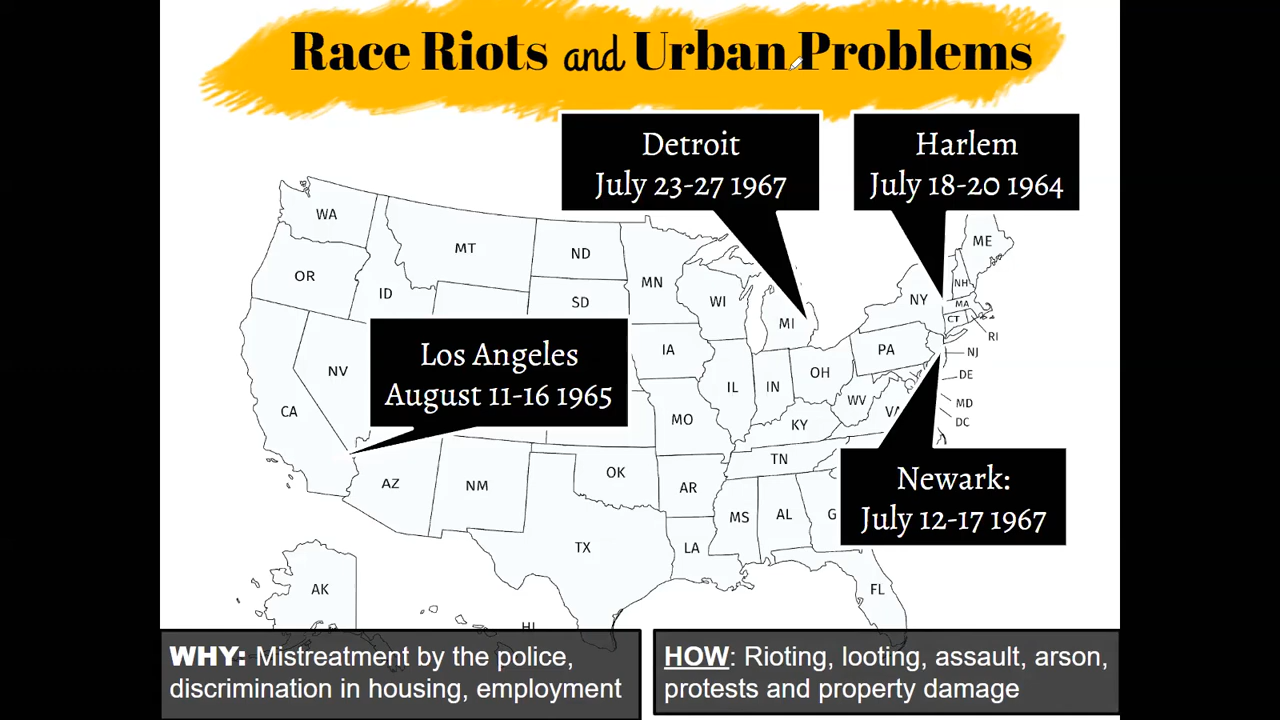 Race Riots and Urban Problems
Detroit
July 23-27 1967
Harlem
July 18-20 1964
Los Angeles
August 11-16 1965
Newark:
July 12-17 1967
WA
OR
CA
NV
ID
MT
ND
SD
MN
WI
MI
IA
IL
IN
OH
MO
KY
WV
VA
PA
NY
ME
NH
MA
CT
RI
NJ
DE
MD
DC
TN
AZ
NM
OK
AR
TX
LA
MS
AL
G
FL
AK
HI
WHY: Mistreatment by the police,
discrimination in housing, employment
HOW: Rioting, looting, assault, arson,
protests and property damage